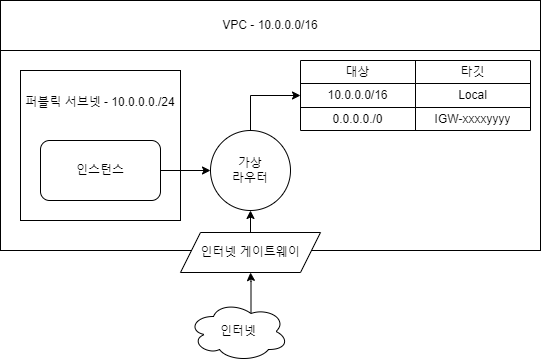 VPC - 10.0.0.0/16
퍼블릭 서브넷 - 10.0.0.0./24
인스턴스
가상
라우터
대상 타깃
10.0.0.0/16 Local
0.0.0.0./0 IGW-xxxxyyyy
인터넷 게이트웨이
인터넷